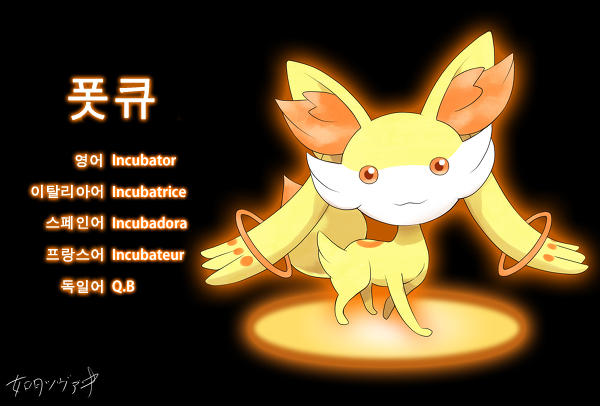 폿큐
영어 Incubator
이탈리아어 Incubatrice
스페인어 Incubadora
프랑스어 Incubateur
독일어 Q.B